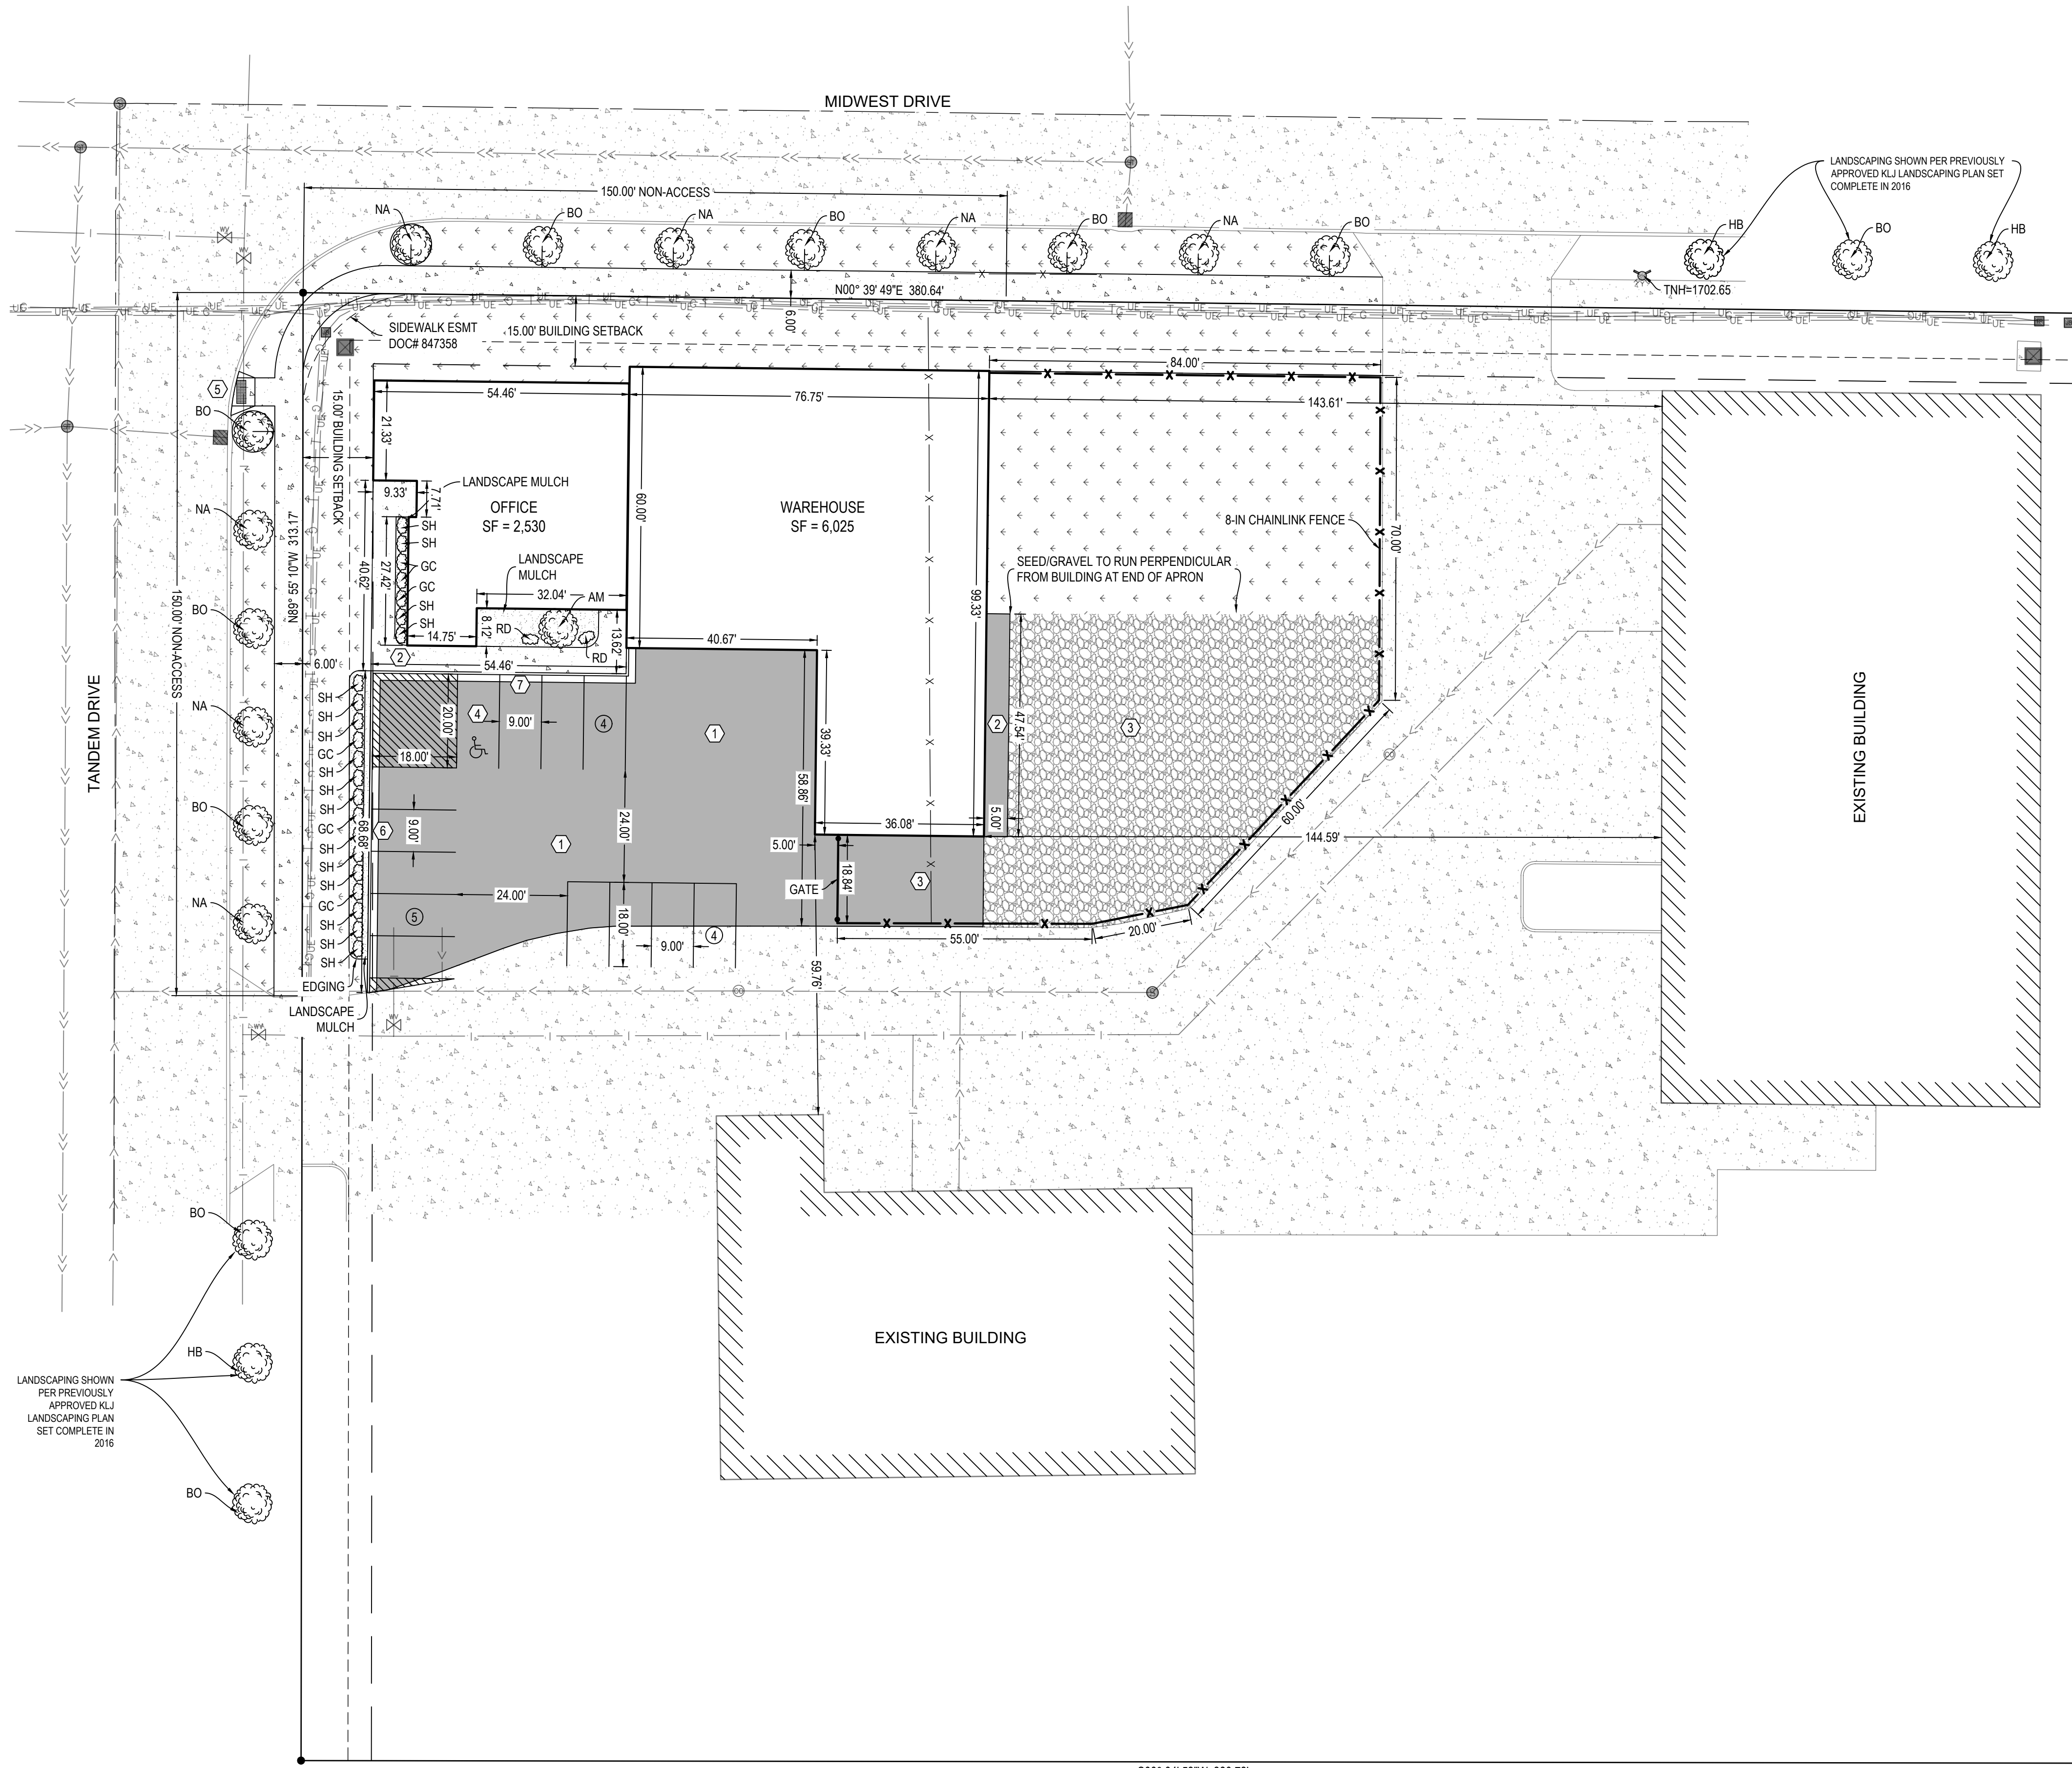 MIDWEST DRIVE
LANDSCAPING SHOWN PER PREVIOUSLY
APPROVED KLJ LANDSCAPING PLAN SET
COMPLETE IN 2016
150.00' NON-ACCESS
NA
BO
NA
BO
NA
BO
NA
BO
HB
BO
HB
WV
WV
TNH=1702.65
N00° 39' 49"E 380.64'
6.00'
SIDEWALK ESMT
DOC# 847358
15.00' BUILDING SETBACK
15.00' BUILDING SETBACK
84.00'
54.46'
76.75'
143.61'
5
BO
21.33'
9.33'
7.71'
LANDSCAPE MULCH
OFFICE
SF = 2,530
WAREHOUSE
SF = 6,025
60.00'
99.33'
70.00'
8-IN CHAINLINK FENCE
SEED/GRAVEL TO RUN PERPENDICULAR
FROM BUILDING AT END OF APRON
NA
N89° 55' 10"W 313.17'
150.00' NON-ACCESS
40.62'
27.42'
SH
SH
GC
GC
SH
SH
LANDSCAPE
MULCH
32.04'
AM
RD
RD
8.12'
13.62'
14.75'
2
54.46'
40.67'
BO
6.00'
TANDEM DRIVE
NA
BO
NA
SH
SH
SH
GC
SH
SH
SH
GC
SH
SH
SH
GC
SH
SH
SH
7
4
9.00'
4
20.00'
18.00'
1
39.33'
58.86'
2
47.54'
3
68.68'
6
9.00'
1
24.00'
36.08'
5.00'
5.00'
60.00'
144.59'
GATE
18.84'
3
24.00'
5
18.00'
9.00'
4
55.00'
20.00'
59.76'
EDGING
LANDSCAPE
MULCH
WV
WV
EXISTING BUILDING
EXISTING BUILDING
BO
HB
BO
LANDSCAPING SHOWN
PER PREVIOUSLY
APPROVED KLJ
LANDSCAPING PLAN
SET COMPLETE IN
2016